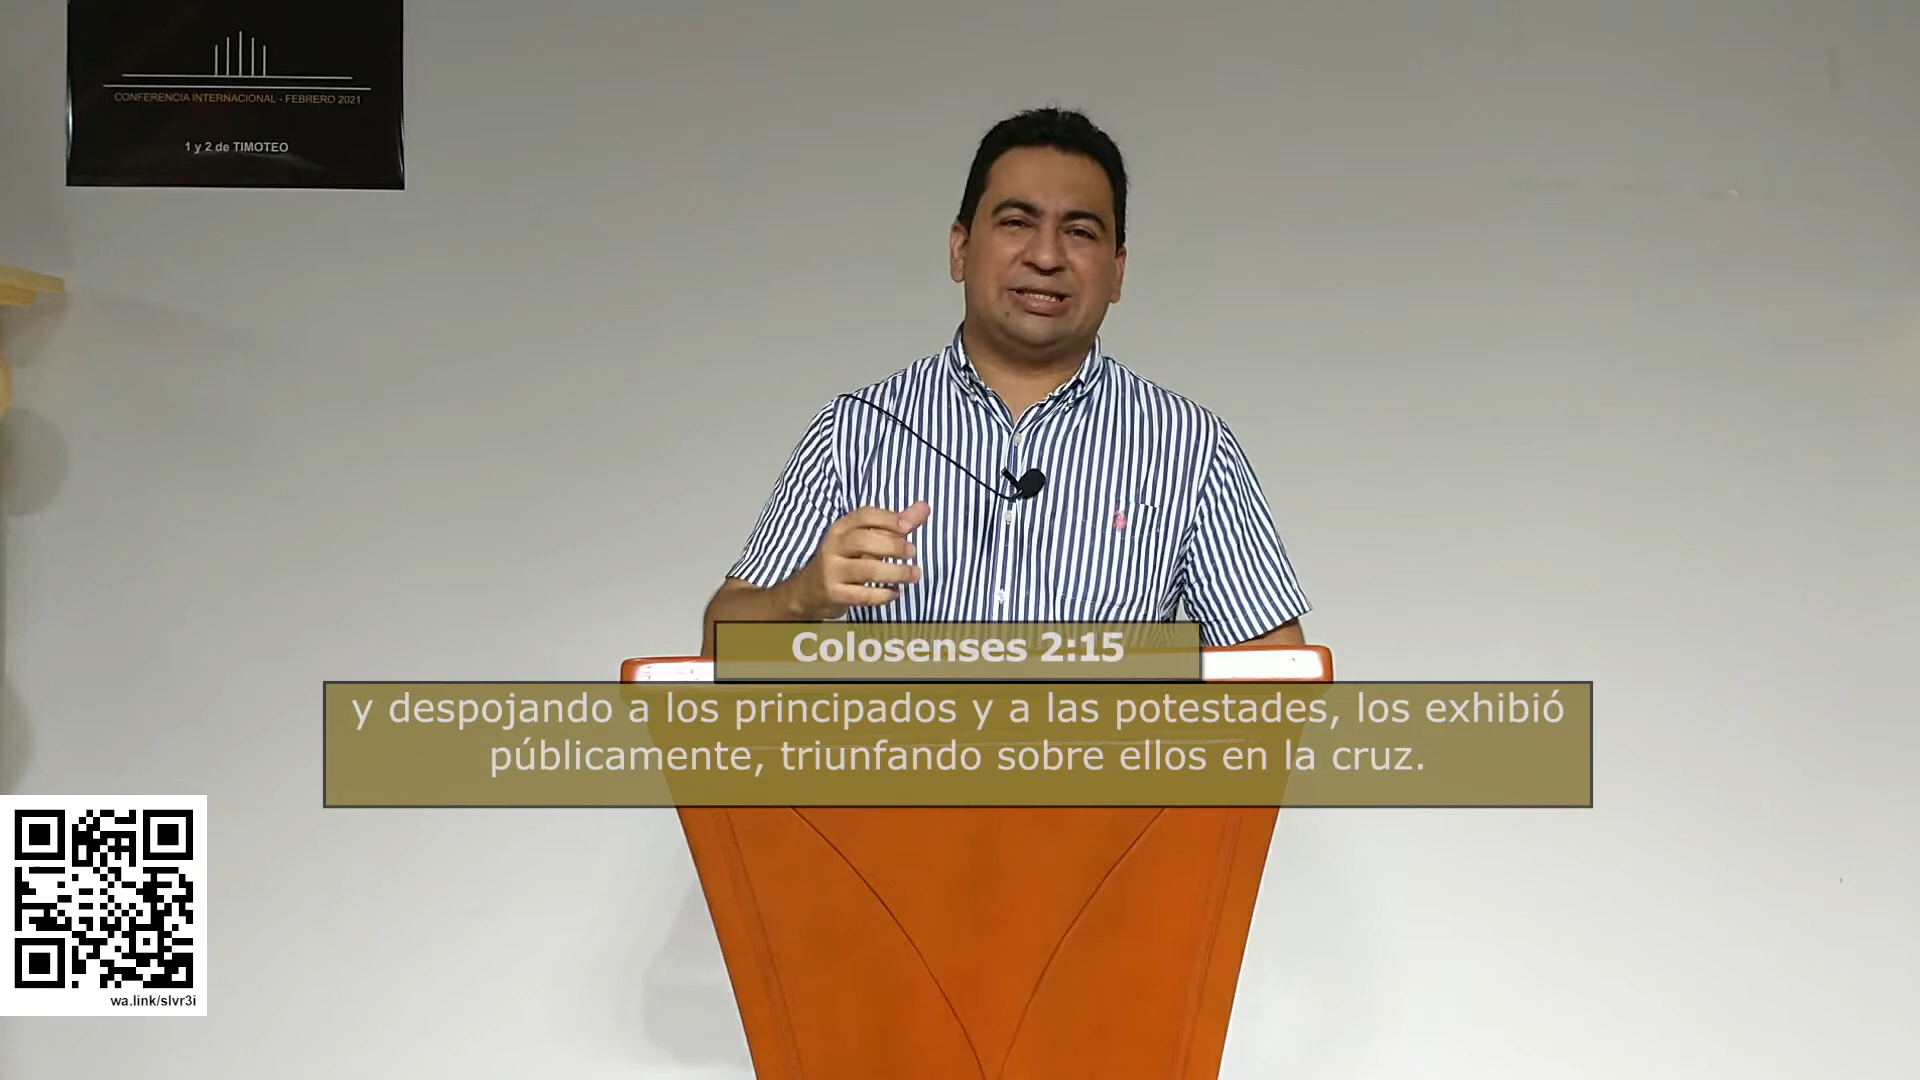 CONFERENCIA INTERNACIONAL - FEBRERO 2021
1 y 2 de TIMOTEO
Colosenses 2:15
y despojando a los principados y a las potestades, los exhibió
públicamente, triunfando sobre ellos en la cruz.
wa.link/slvr3i